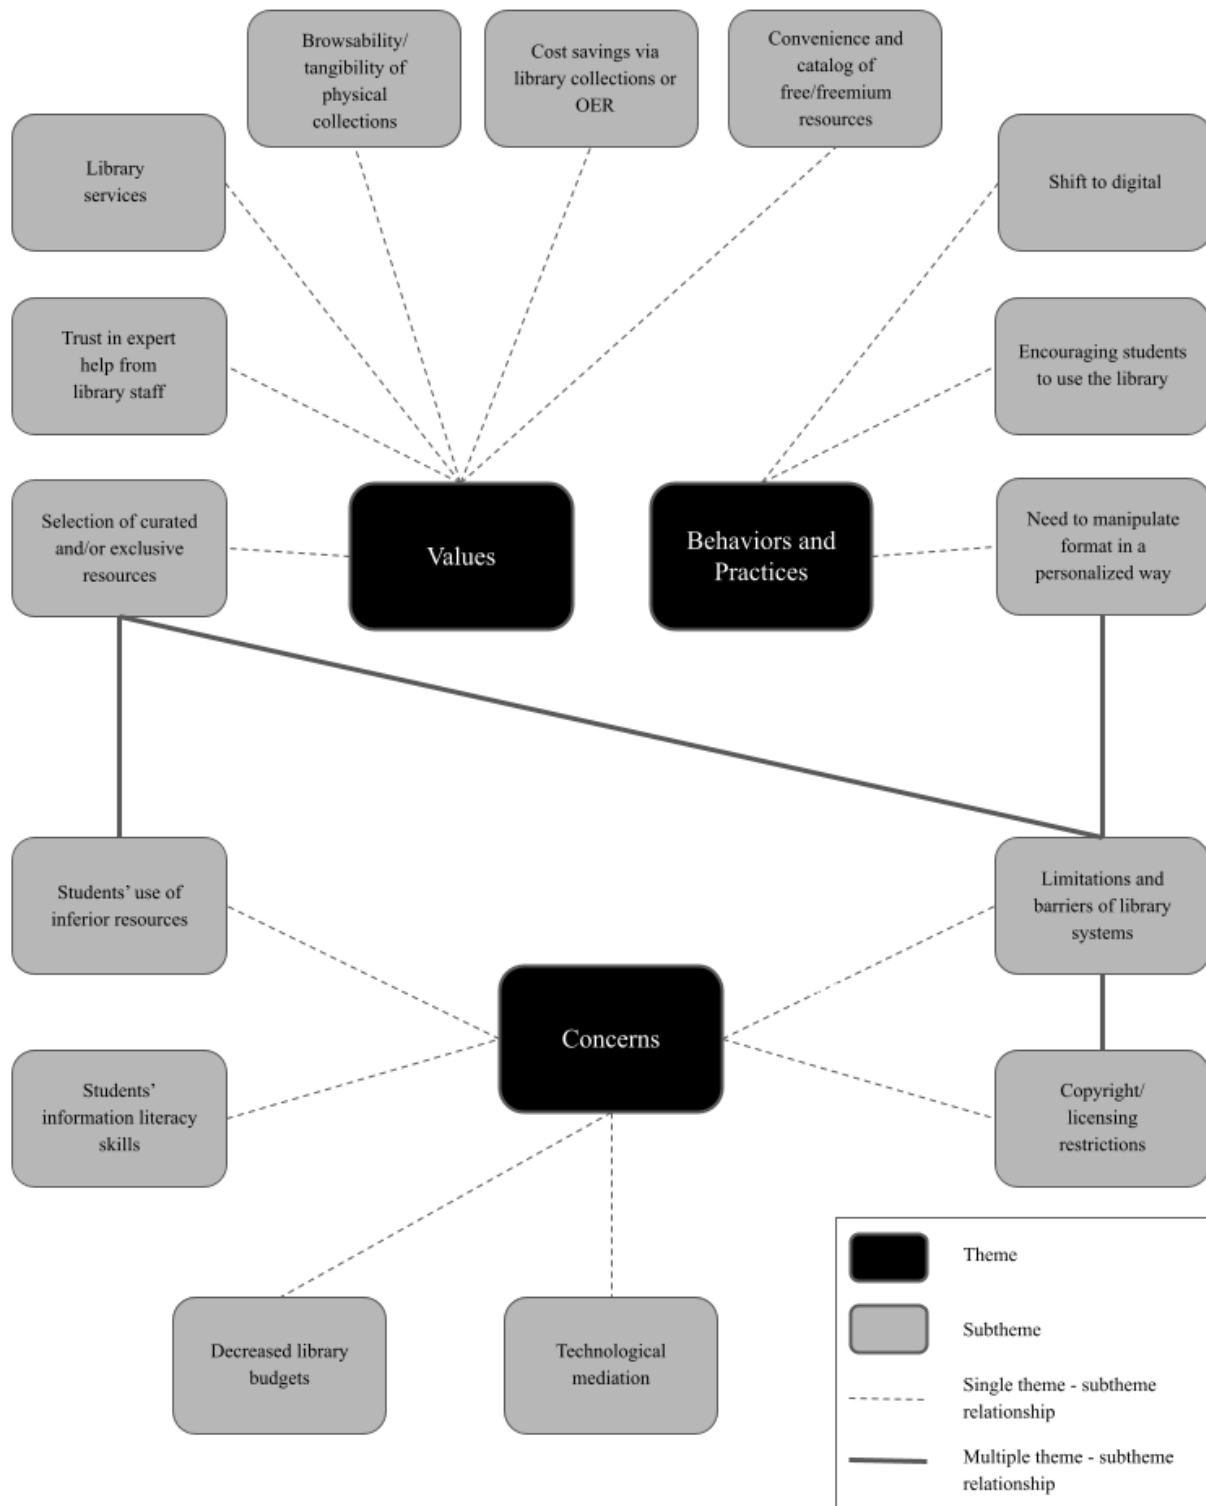 Browsability/
tangibility of
physical
collections
Cost savings via
library collections or
OER
Convenience and
catalog of
free/freemium
resources
Library
services
Shift to digital
Trust in expert
help from
library staff
Encouraging students
to use the library
Selection of curated
and/or exclusive
resources
Values
Behaviors and
Practices
Need to manipulate
format in a
personalized way
Students’ use of
inferior resources
Limitations and
barriers of library
systems
Concerns
Students’
information literacy
skills
Copyright/
licensing
restrictions
Decreased library
budgets
Technological
mediation
Theme
Subtheme
Single theme - subtheme
relationship
Multiple theme - subtheme
relationship